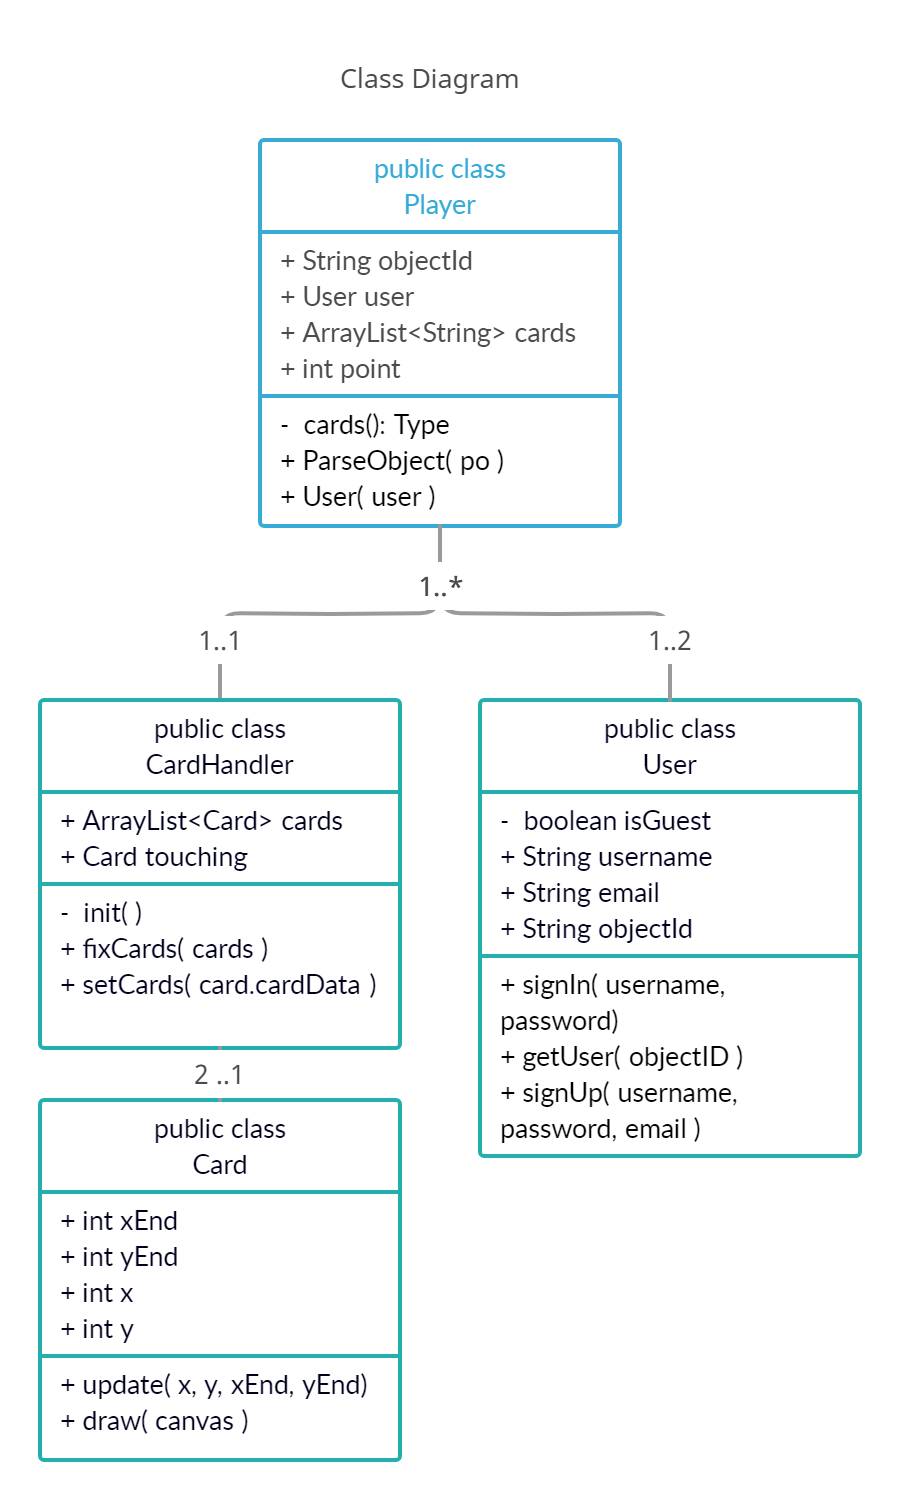 Class Diagram
public class
Player
+ String objectId
+ User user
+ ArrayList<String> cards
+ int point
- cards(): Type
+ ParseObject( po )
+ User( user )
1..*
1..1
1..2
public class
CardHandler
+ ArrayList<Card> cards
+ Card touching
- init( )
+ fixCards( cards )
+ setCards( card.cardData )
2 ..1
public class
Card
+ int xEnd
+ int yEnd
+ int x
+ int y
+ update( x, y, xEnd, yEnd)
+ draw( canvas )
public class
User
- boolean isGuest
+ String username
+ String email
+ String objectId
+ signIn( username,
password)
+ getUser( objectID )
+ signUp( username,
password, email )